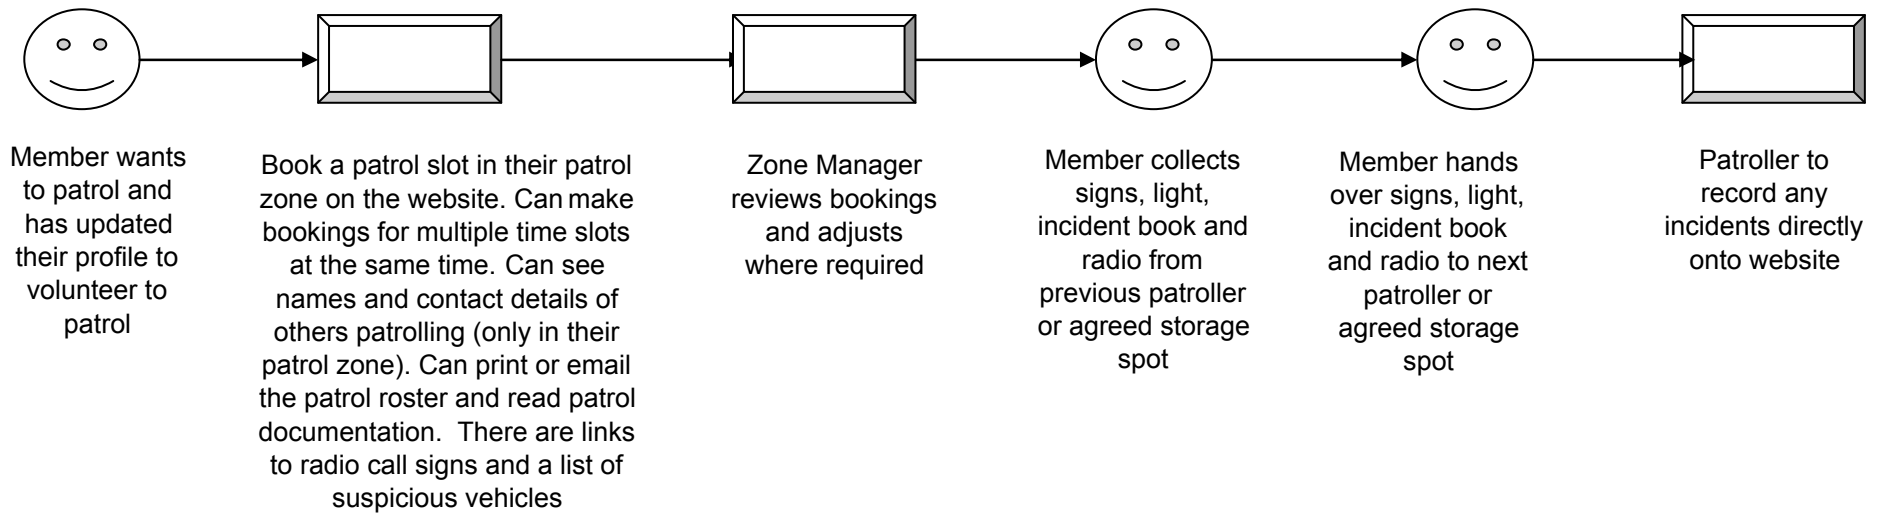 Member wants
to patrol and
has updated
their profile to
volunteer to
patrol
Book a patrol slot in their patrol
zone on the website. Can make
bookings for multiple time slots
at the same time. Can see
names and contact details of
others patrolling (only in their
patrol zone). Can print or email
the patrol roster and read patrol
documentation.  There are links
to radio call signs and a list of
suspicious vehicles
Zone Manager
reviews bookings
and adjusts
where required
Member collects
signs, light,
incident book and
radio from
previous patroller
or agreed storage
spot
Member hands
over signs, light,
incident book
and radio to next
patroller or
agreed storage
spot
Patroller to
record any
incidents directly
onto website